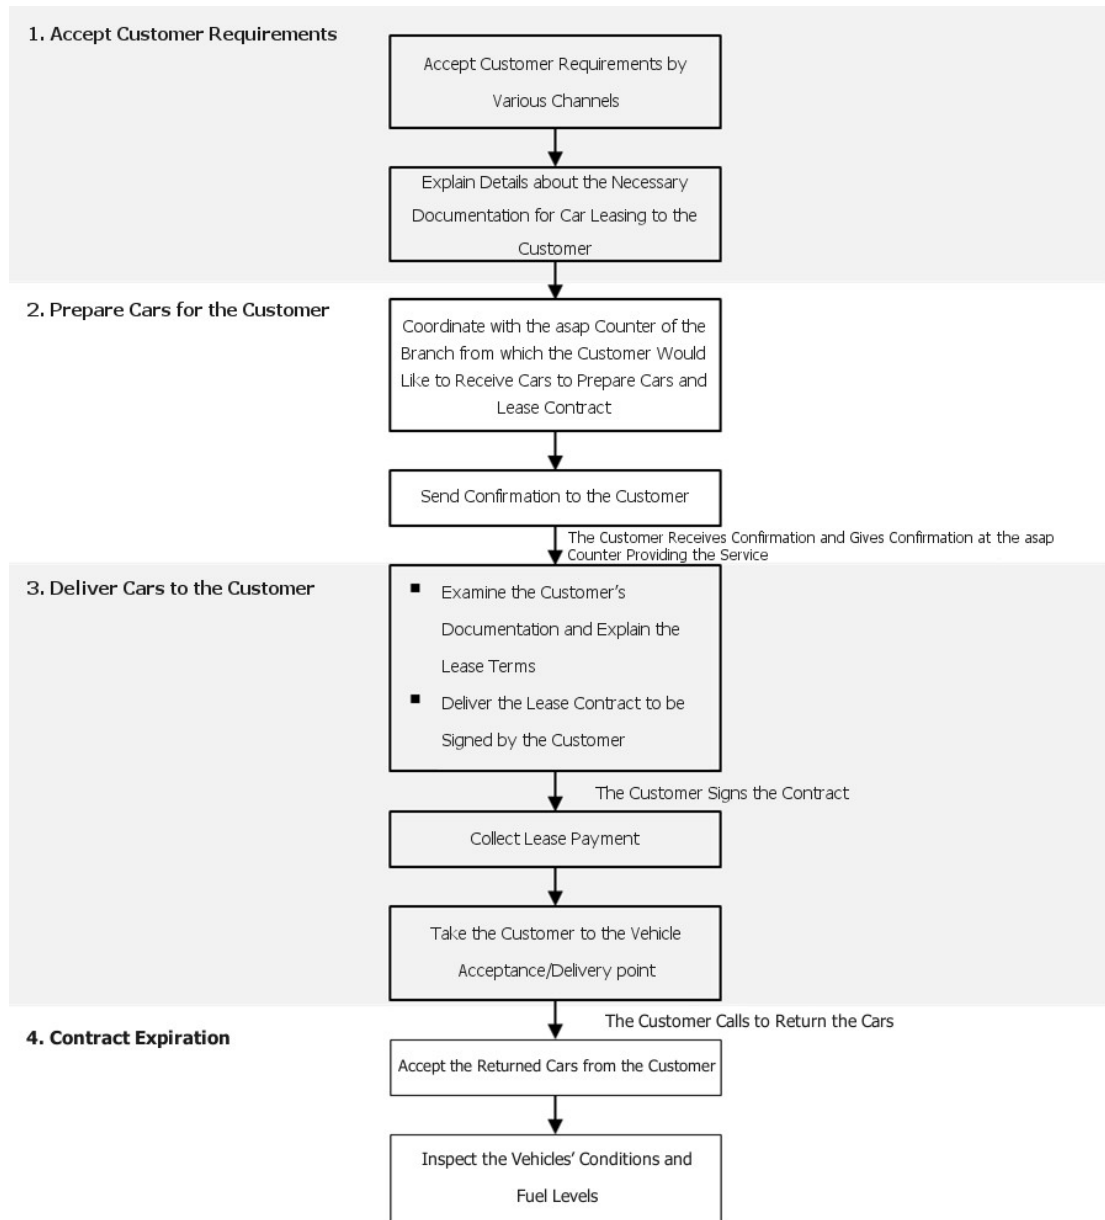 1. Accept Customer Requirements
Accept Customer Requirements by
Various Channels
Explain Details about the Necessary
Documentation for Car Leasing to the
Customer
2. Prepare Cars for the Customer
Coordinate with the asap Counter of the
Branch from which the Customer Would
Like to Receive Cars to Prepare Cars and
Lease Contract
Send Confirmation to the Customer
The Customer Receives Confirmation and Gives Confirmation at the asap
Counter Providing the Service
3. Deliver Cars to the Customer
▪ Examine the Customer’s
Documentation and Explain the
Lease Terms
▪ Deliver the Lease Contract to be
Signed by the Customer
The Customer Signs the Contract
Collect Lease Payment
Take the Customer to the Vehicle
Acceptance/Delivery point
The Customer Calls to Return the Cars
4. Contract Expiration
Accept the Returned Cars from the Customer
Inspect the Vehicles’ Conditions and
Fuel Levels